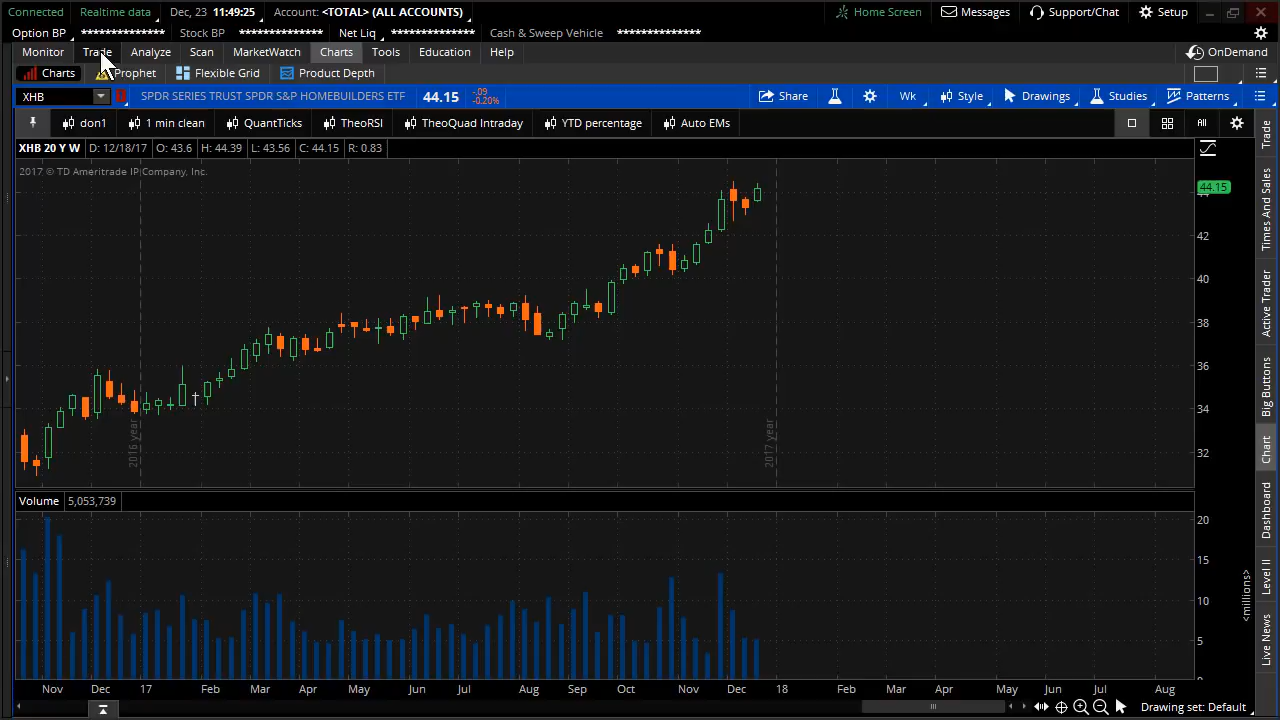 Connected Realtime data Dec, 23 11:49:25 Account: <TOTAL> (ALL ACCOUNTS) Home Screen Messages Support/Chat Setup
Option BP ************** Stock BP ************** Net Liq ************** Cash & Sweep Vehicle **************
Monitor Trade Analyze Scan MarketWatch Charts Tools Education Help OnDemand
Charts Prophet Flexible Grid Product Depth
XHB SPDR SERIES TRUST SPDR S&P HOMEBUILDERS ETF 44.15 -.09 -0.20% Share Wk Style Drawings Studies Patterns
don1 1 min clean QuantTicks TheoRSI TheoQuad Intraday YTD percentage Auto EMs All
XHB 20 Y W D: 12/18/17 O: 43.6 H: 44.39 L: 43.56 C: 44.15 R: 0.83
2017 © TD Ameritrade IP Company, Inc.
44.15
42
40
38
36
34
32
2016 year
2017 year
Volume 5,053,739
20
15
10
5
<millions>
Nov Dec 17 Feb Mar Apr May Jun Jul Aug Sep Oct Nov Dec 18 Feb Mar Apr May Jun Jul Aug
Drawing set: Default
Trade
Times And Sales
Active Trader
Big Buttons
Chart
Dashboard
Level II
Live News